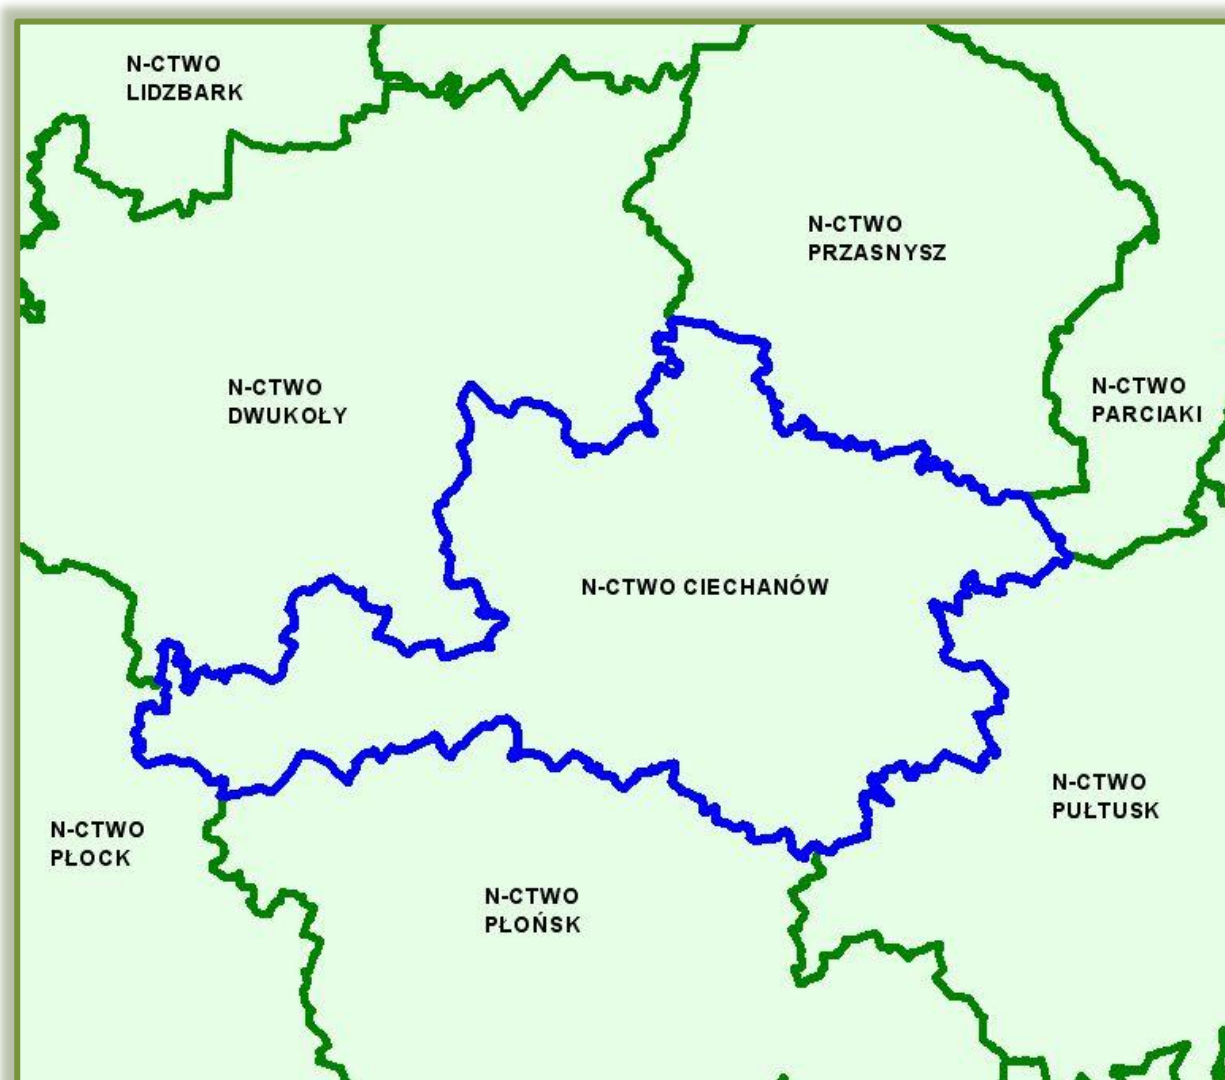 N-CTWO
LIDZBARK
N-CTWO
PRZASNYSZ
N-CTWO
DWUKOŁY
N-CTWO
PARCIAKI
N-CTWO CIECHANÓW
N-CTWO
PUŁTUSK
N-CTWO
PŁOCK
N-CTWO
PŁOŃSK